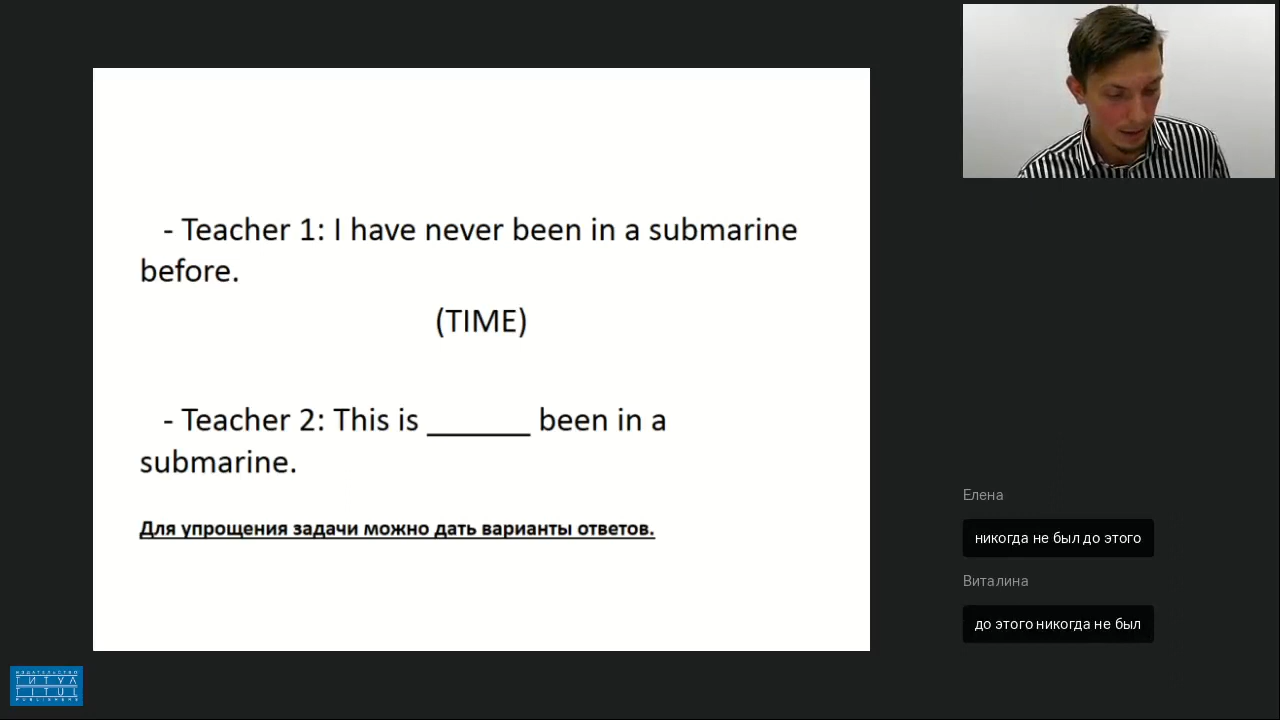 - Teacher 1: I have never been in a submarine
before.
(TIME)
- Teacher 2: This is ______ been in a
submarine.
Для упрощения задачи можно дать варианты ответов.
Елена
никогда не был до этого
Виталина
до этого никогда не был
ИЗДАТЕЛЬСТВО
ТИТУЛ
TITUL
PUBLISHERS